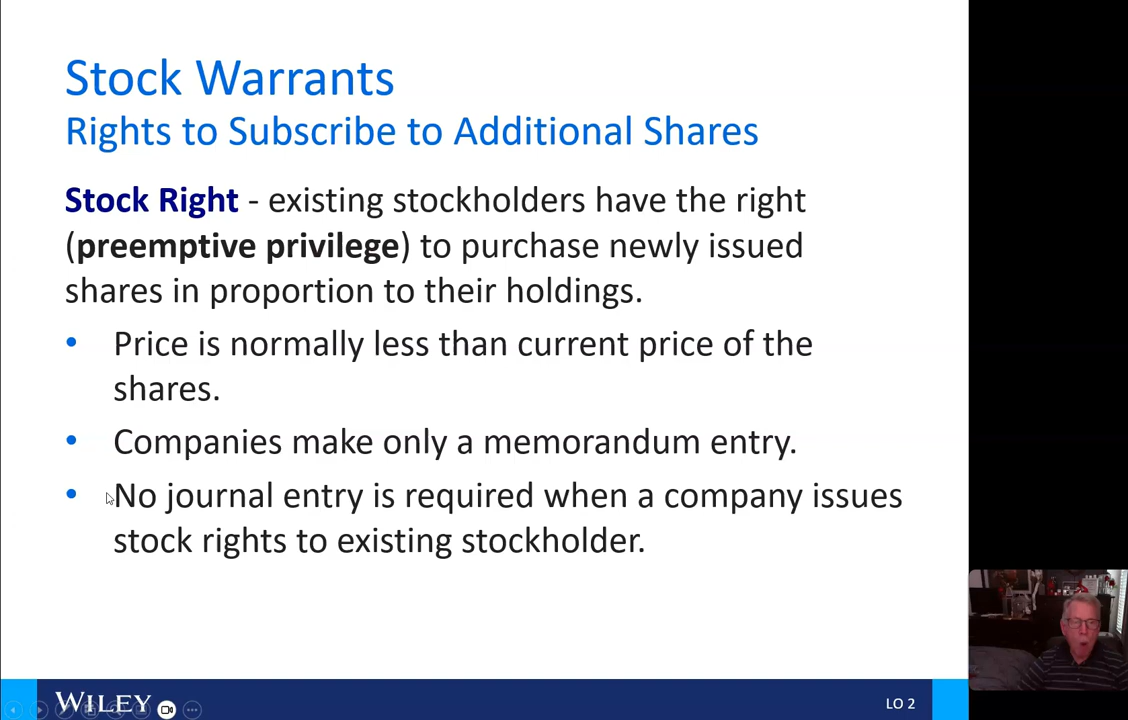 Stock Warrants
Rights to Subscribe to Additional Shares
Stock Right - existing stockholders have the right
(preemptive privilege) to purchase newly issued
shares in proportion to their holdings.
• Price is normally less than current price of the
shares.
• Companies make only a memorandum entry.
• No journal entry is required when a company issues
stock rights to existing stockholder.
WILEY
LO 2